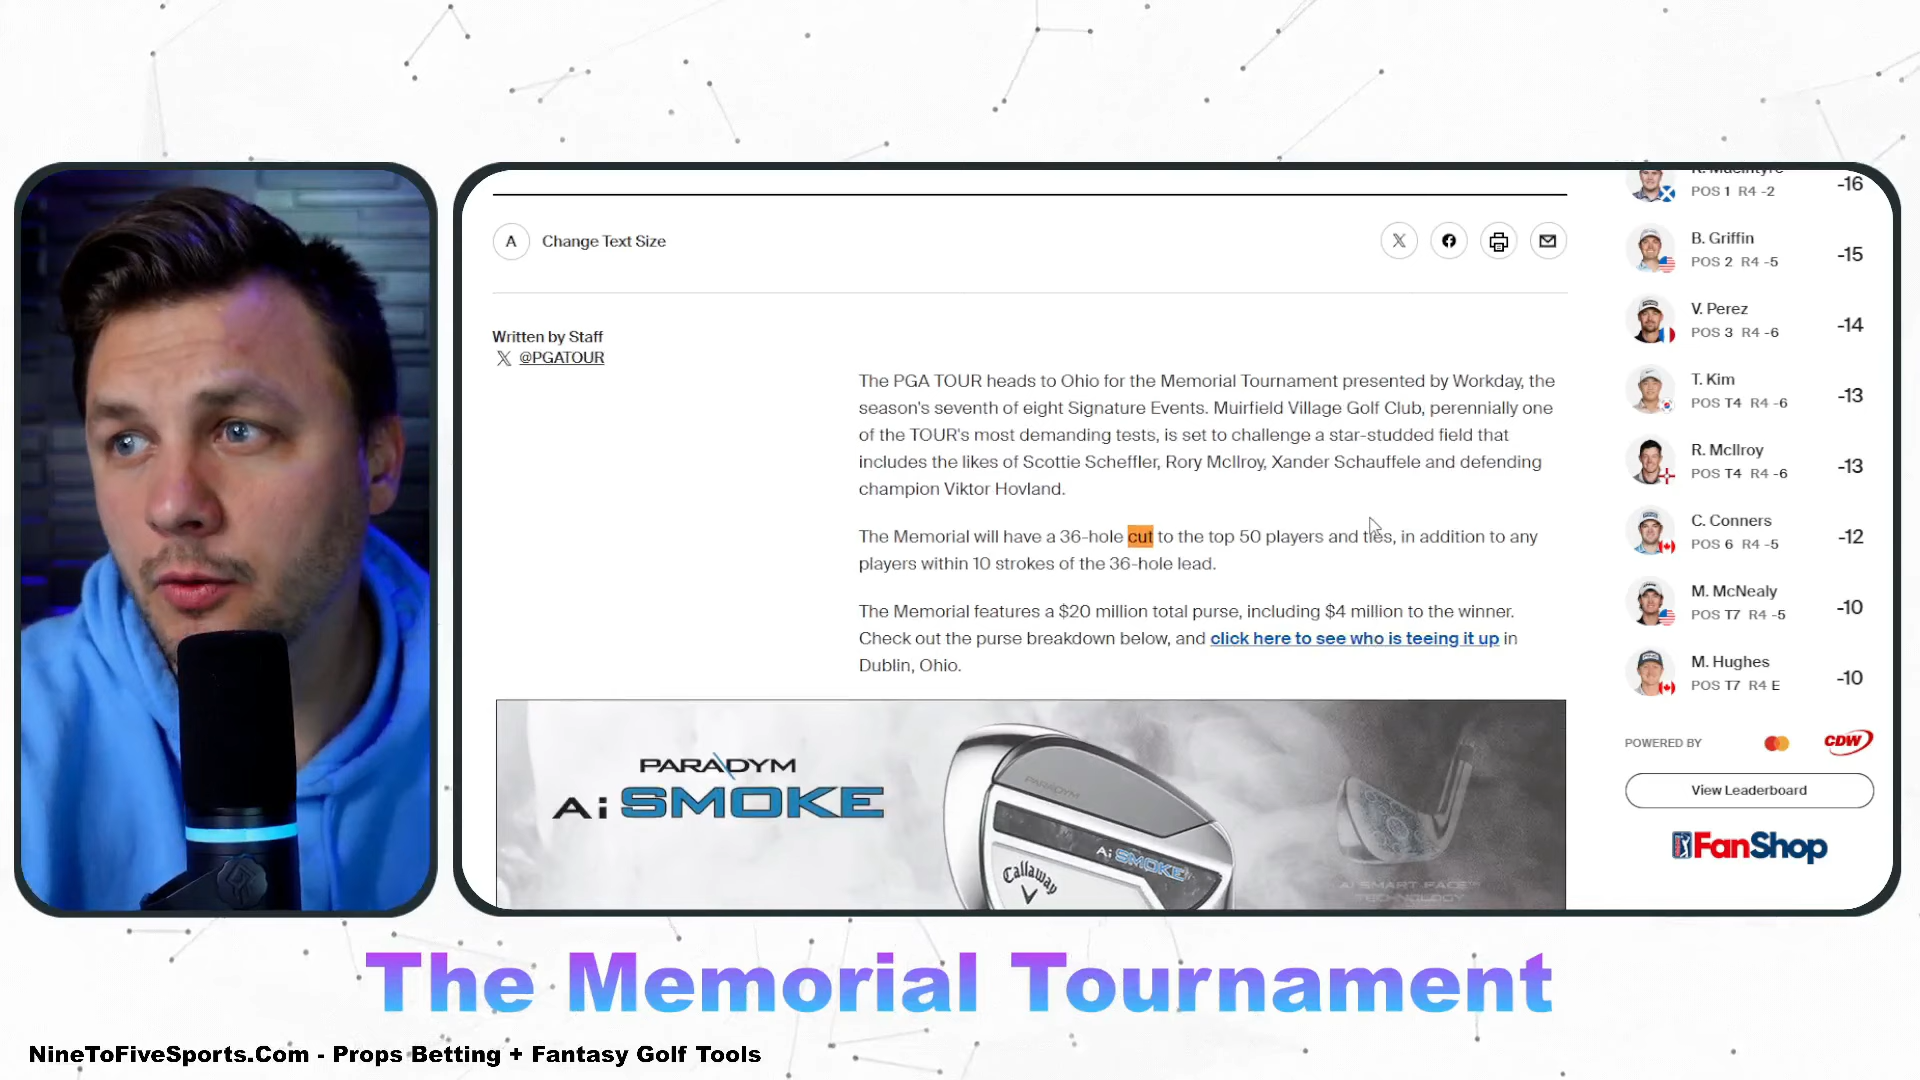 A Change Text Size
Written by Staff
@PGATOUR
The PGA TOUR heads to Ohio for the Memorial Tournament presented by Workday, the
season's seventh of eight Signature Events. Muirfield Village Golf Club, perennially one
of the TOUR's most demanding tests, is set to challenge a star-studded field that
includes the likes of Scottie Scheffler, Rory McIlroy, Xander Schauffele and defending
champion Viktor Hovland.
The Memorial will have a 36-hole cut to the top 50 players and ties, in addition to any
players within 10 strokes of the 36-hole lead.
The Memorial features a $20 million total purse, including $4 million to the winner.
Check out the purse breakdown below, and click here to see who is teeing it up in
Dublin, Ohio.
PARADYM
Ai SMOKE
PARADYM
Ai SMOKE
Callaway
AI SMART FACE™
TECHNOLOGY
R. MacIntyre
POS 1 R4 -2 -16
B. Griffin
POS 2 R4 -5 -15
V. Perez
POS 3 R4 -6 -14
T. Kim
POS T4 R4 -6 -13
R. McIlroy
POS T4 R4 -6 -13
C. Conners
POS 6 R4 -5 -12
M. McNealy
POS T7 R4 -5 -10
M. Hughes
POS T7 R4 E -10
POWERED BY CDW
View Leaderboard
FanShop
The Memorial Tournament
NineToFiveSports.Com - Props Betting + Fantasy Golf Tools